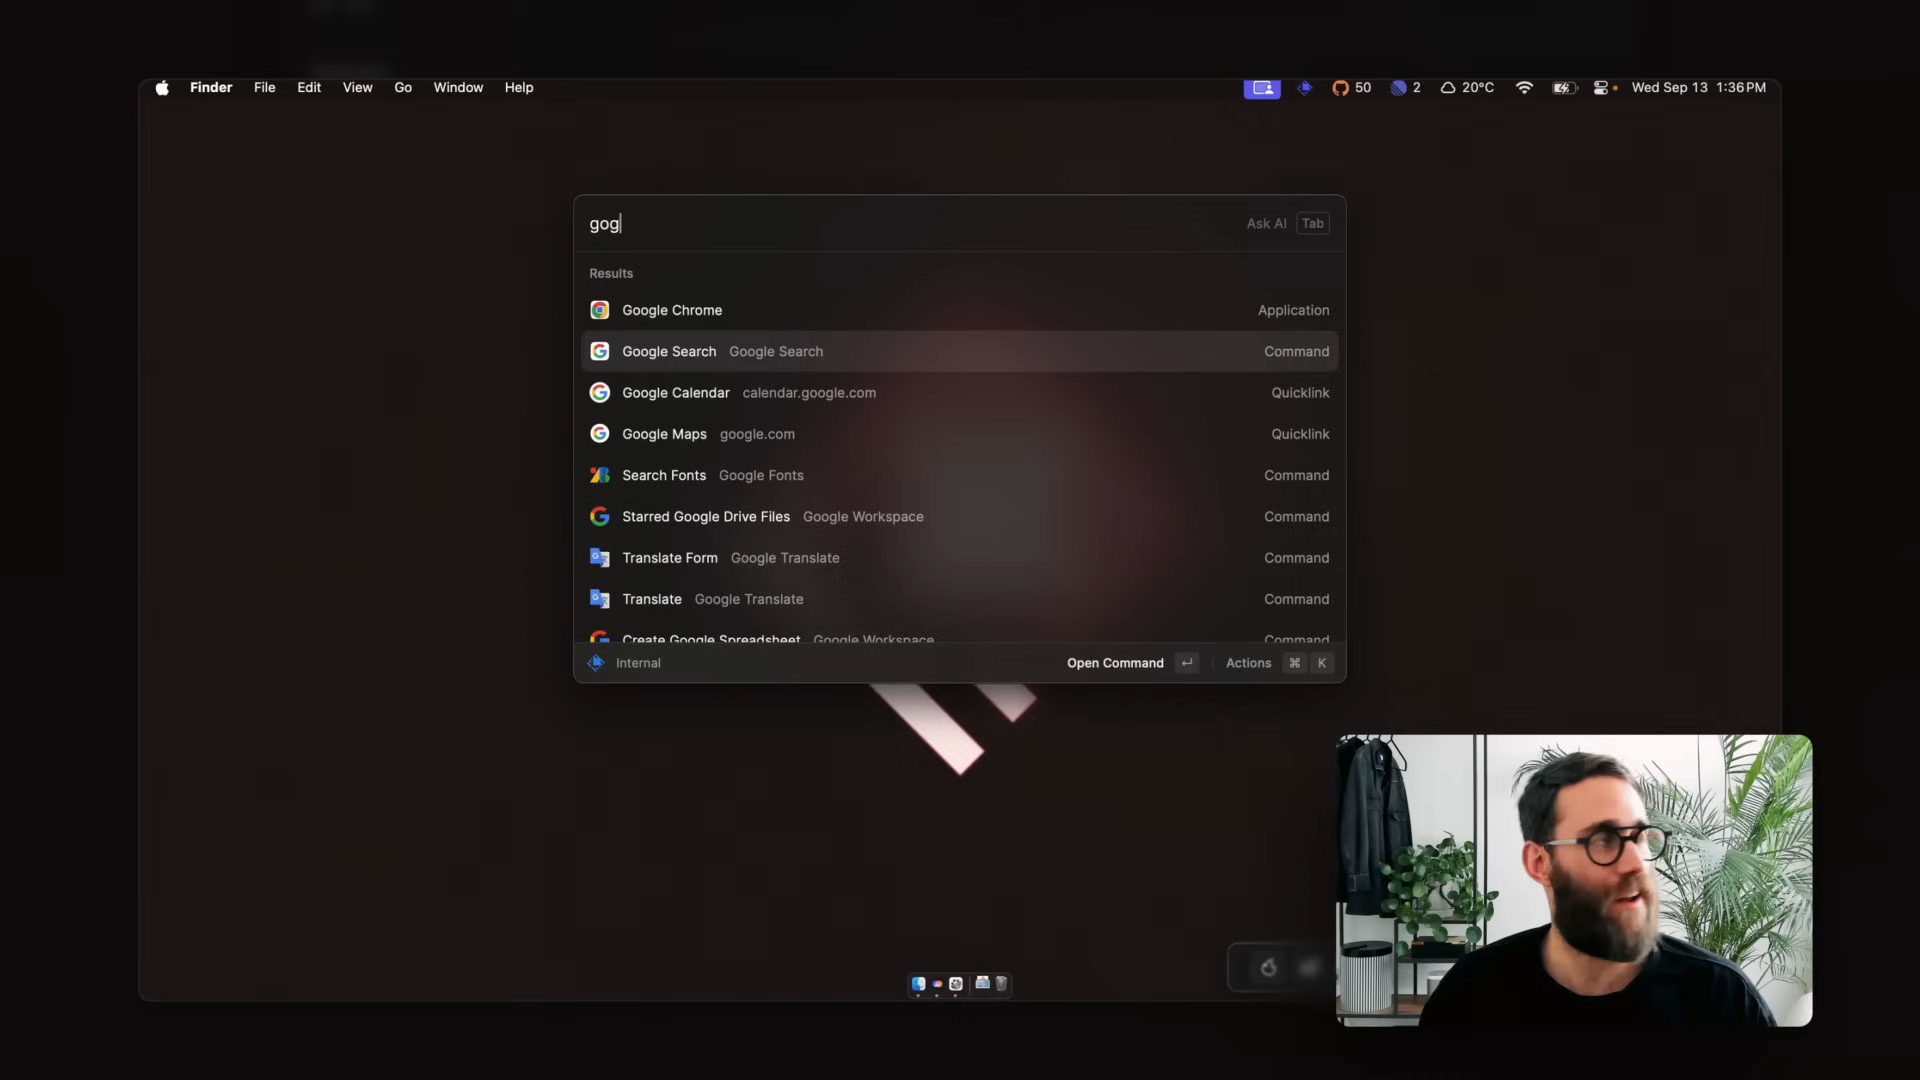 Finder File Edit View Go Window Help 50 2 20°C Wed Sep 13 1:36 PM
gog Ask AI Tab
Results
Google Chrome Application
Google Search Google Search Command
Google Calendar calendar.google.com Quicklink
Google Maps google.com Quicklink
Search Fonts Google Fonts Command
Starred Google Drive Files Google Workspace Command
Translate Form Google Translate Command
Translate Google Translate Command
Create Google Spreadsheet Google Workspace Command
Internal Open Command ↵ Actions ⌘ K